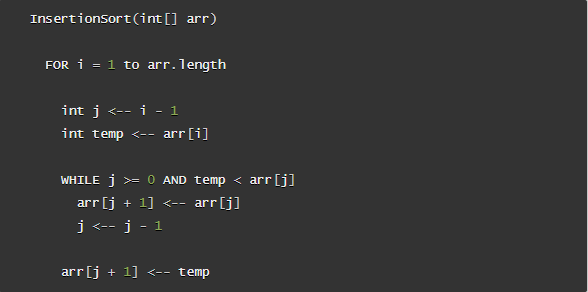 InsertionSort(int[] arr)
FOR i = 1 to arr.length
int j <-- i - 1
int temp <-- arr[i]
WHILE j >= 0 AND temp < arr[j]
arr[j + 1] <-- arr[j]
j <-- j - 1
arr[j + 1] <-- temp